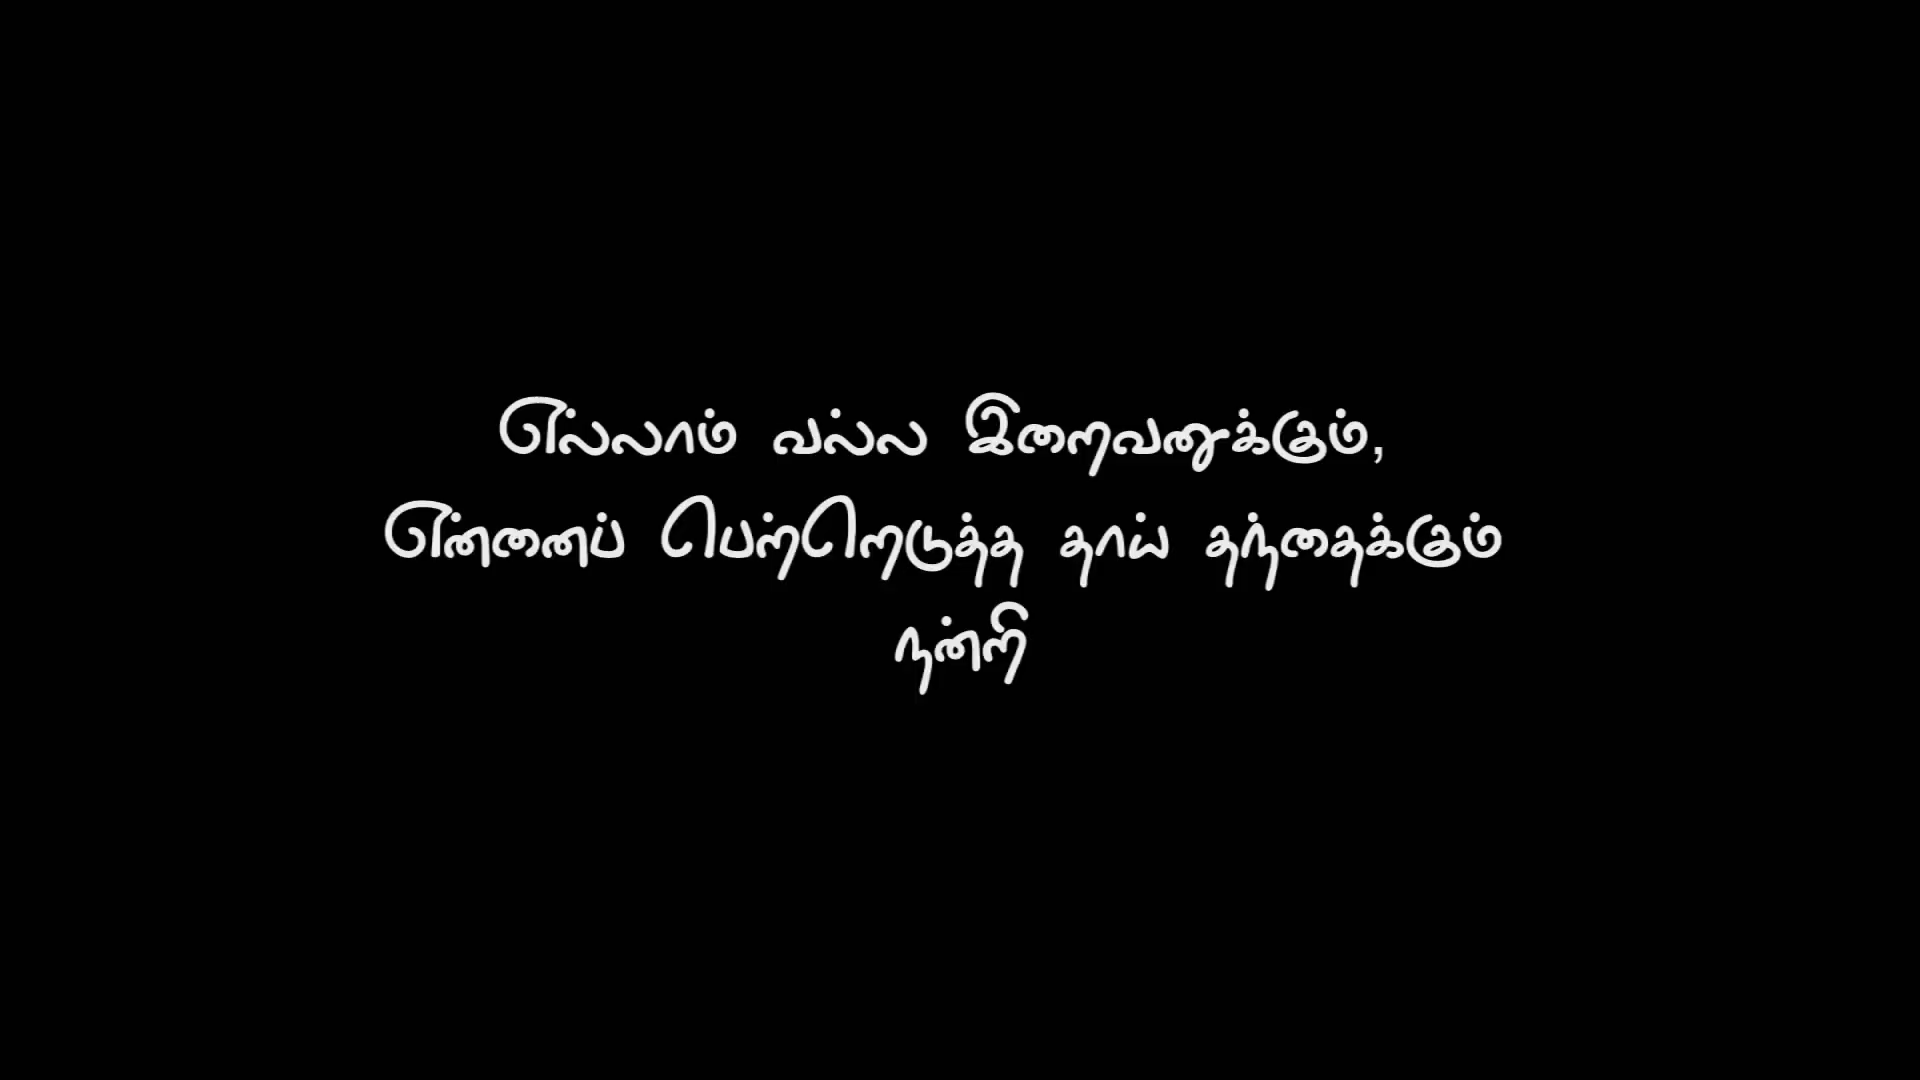 எல்லாம் வல்ல இறைவனுக்கும்,
என்னைப் பெற்றெடுத்த தாய் தந்தைக்கும்
நன்றி